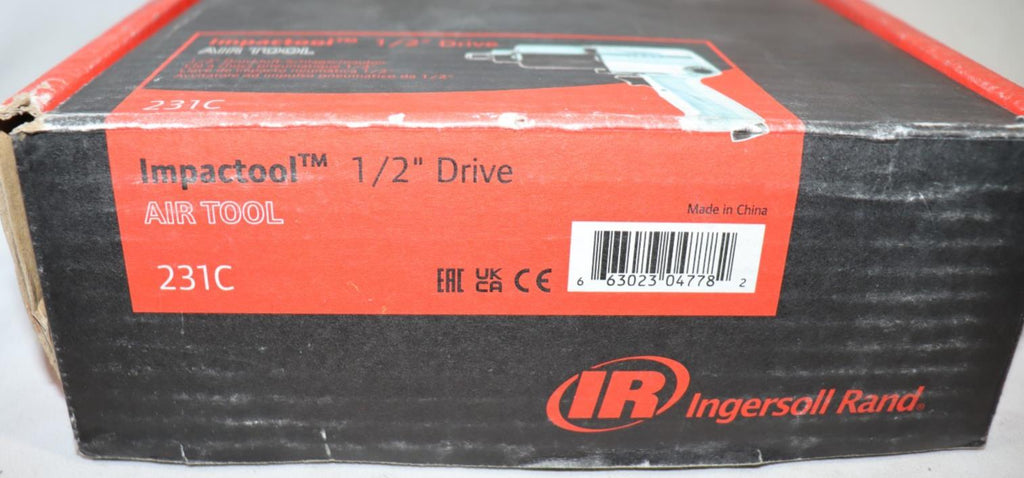 Impactool™ 1/2" Drive
AIR TOOL
231C
Impactool™ 1/2" Drive
AIR TOOL
Made in China
231C
EAC UK CA CE
6 63023 04778 2
IR Ingersoll Rand®